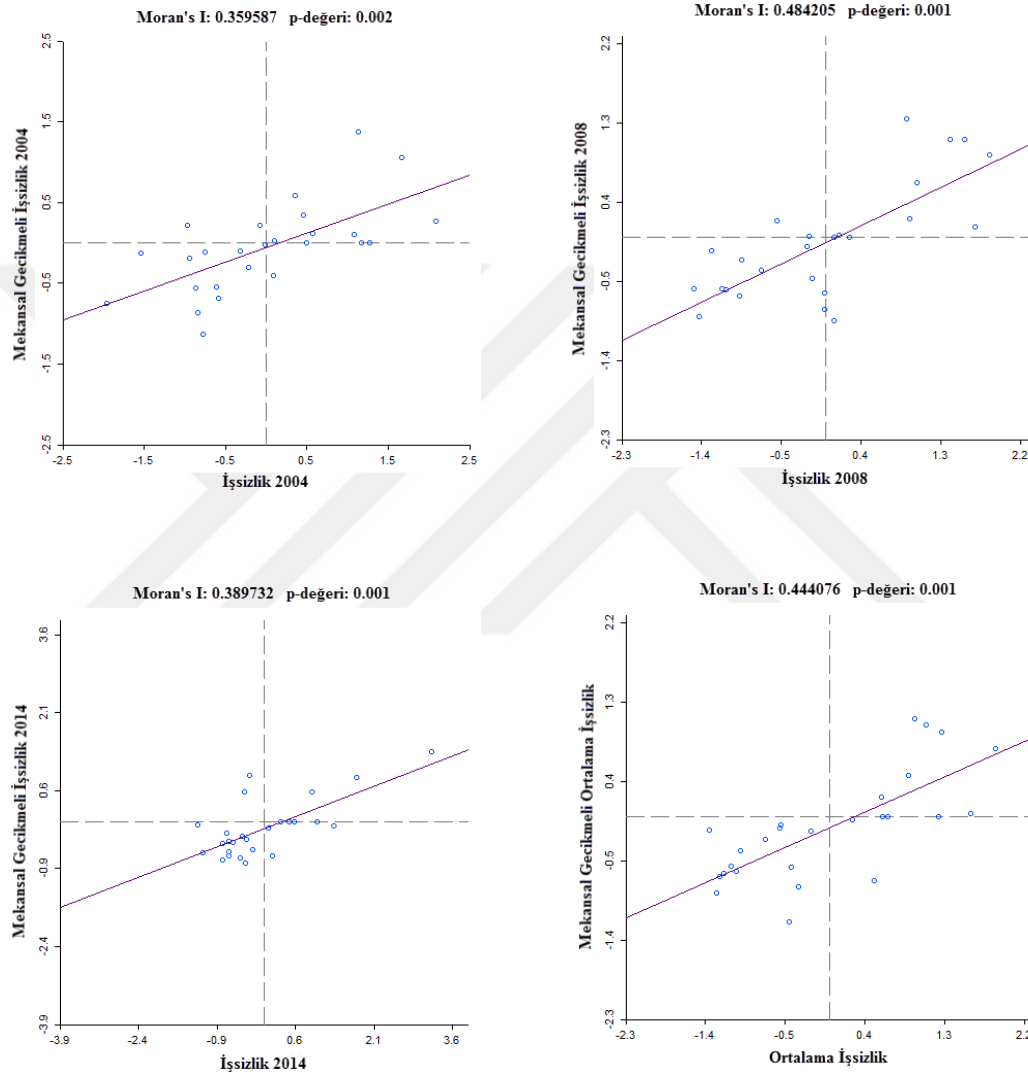 Moran's I: 0.359587 p-değeri: 0.002
Mekansal Gecikmeli İşsizlik 2004
2.5
1.5
0.5
-0.5
-1.5
-2.5
-2.5 -1.5 -0.5 0.5 1.5 2.5
İşsizlik 2004
Moran's I: 0.484205 p-değeri: 0.001
Mekansal Gecikmeli İşsizlik 2008
2.2
1.3
0.4
-0.5
-1.4
-2.3
-2.3 -1.4 -0.5 0.4 1.3 2.2
İşsizlik 2008
Moran's I: 0.389732 p-değeri: 0.001
Mekansal Gecikmeli İşsizlik 2014
3.6
2.1
0.6
-0.9
-2.4
-3.9
-3.9 -2.4 -0.9 0.6 2.1 3.6
İşsizlik 2014
Moran's I: 0.444076 p-değeri: 0.001
Mekansal Gecikmeli Ortalama İşsizlik
2.2
1.3
0.4
-0.5
-1.4
-2.3
-2.3 -1.4 -0.5 0.4 1.3 2.2
Ortalama İşsizlik